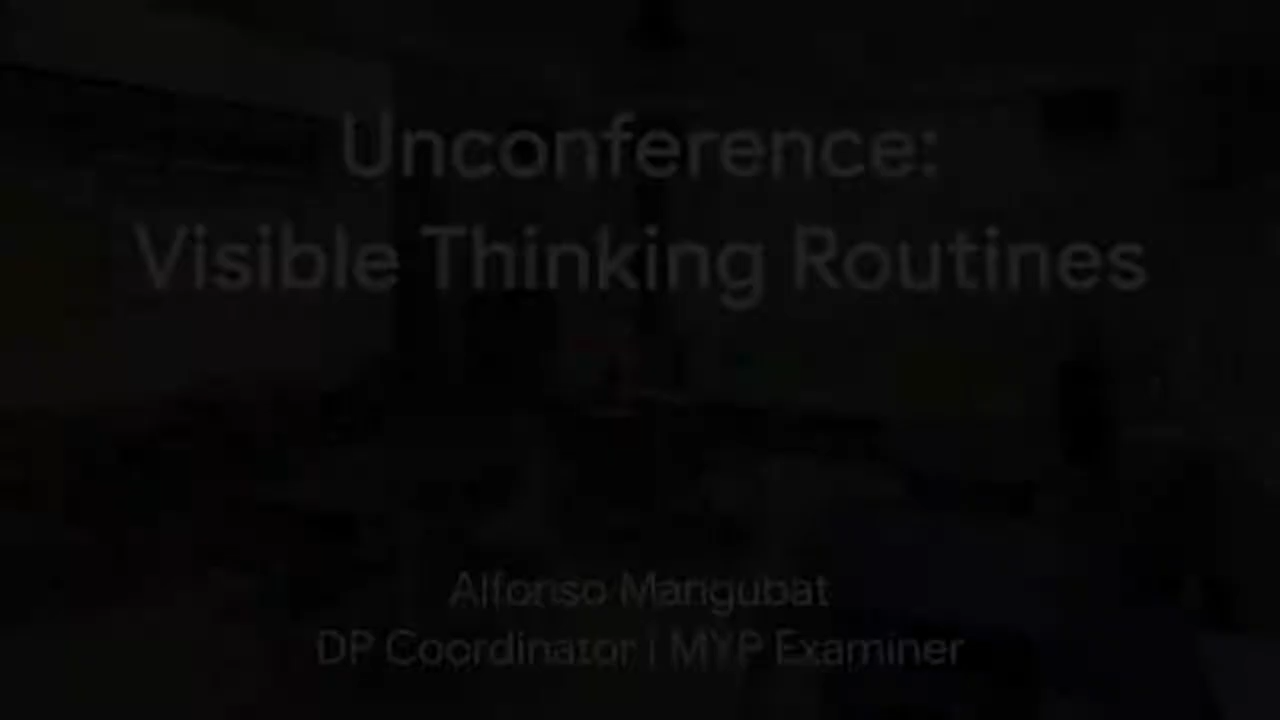 Unconference:
Visible Thinking Routines
Alfonso Mangubat
DP Coordinator | MYP Examiner